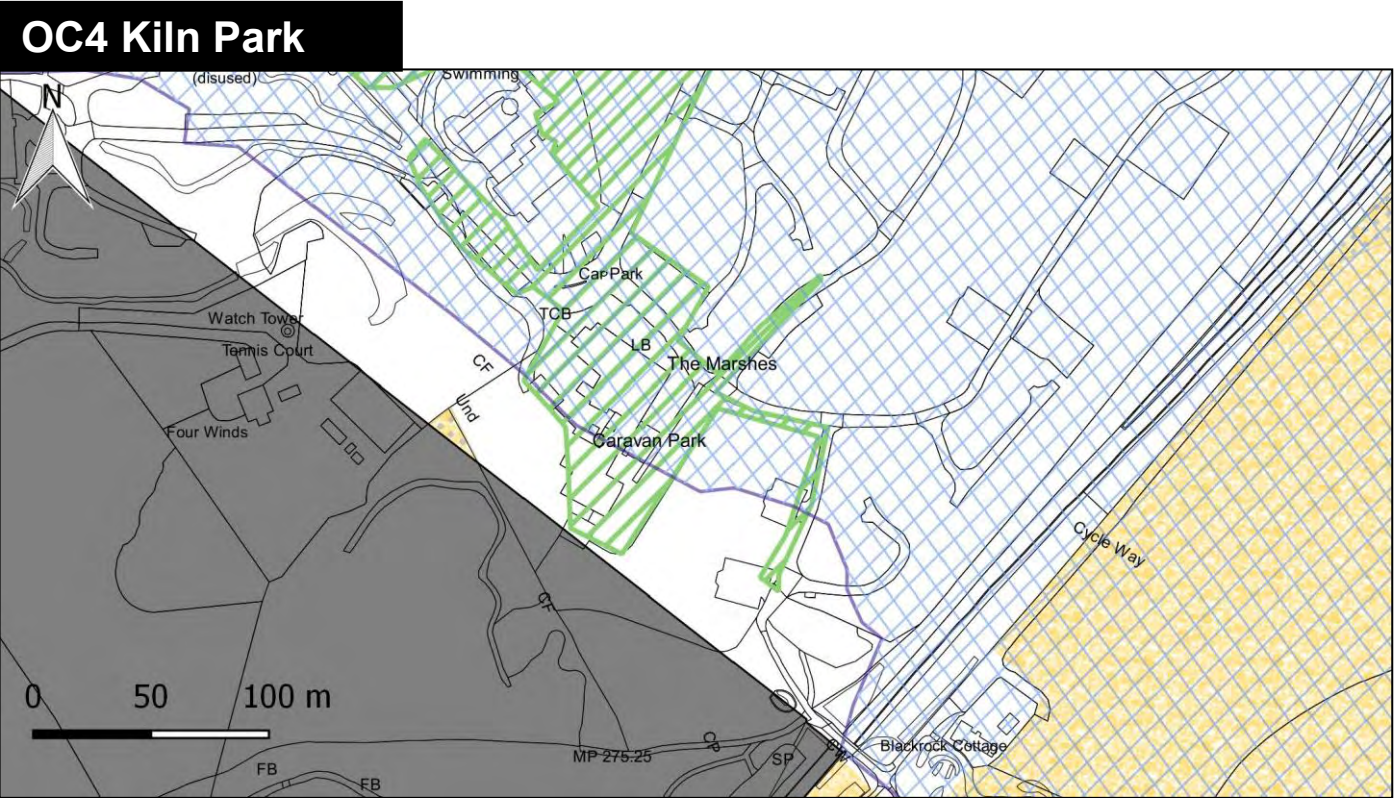 OC4 Kiln Park
(disused)
Swimming
N
Car Park
TCB
Watch Tower
LB
Tennis Court
The Marshes
CF
Und
Four Winds
Caravan Park
Cycle Way
CF
0 50 100 m
CP
Blackrock Cottage
MP 275.25
SP
FB
FB